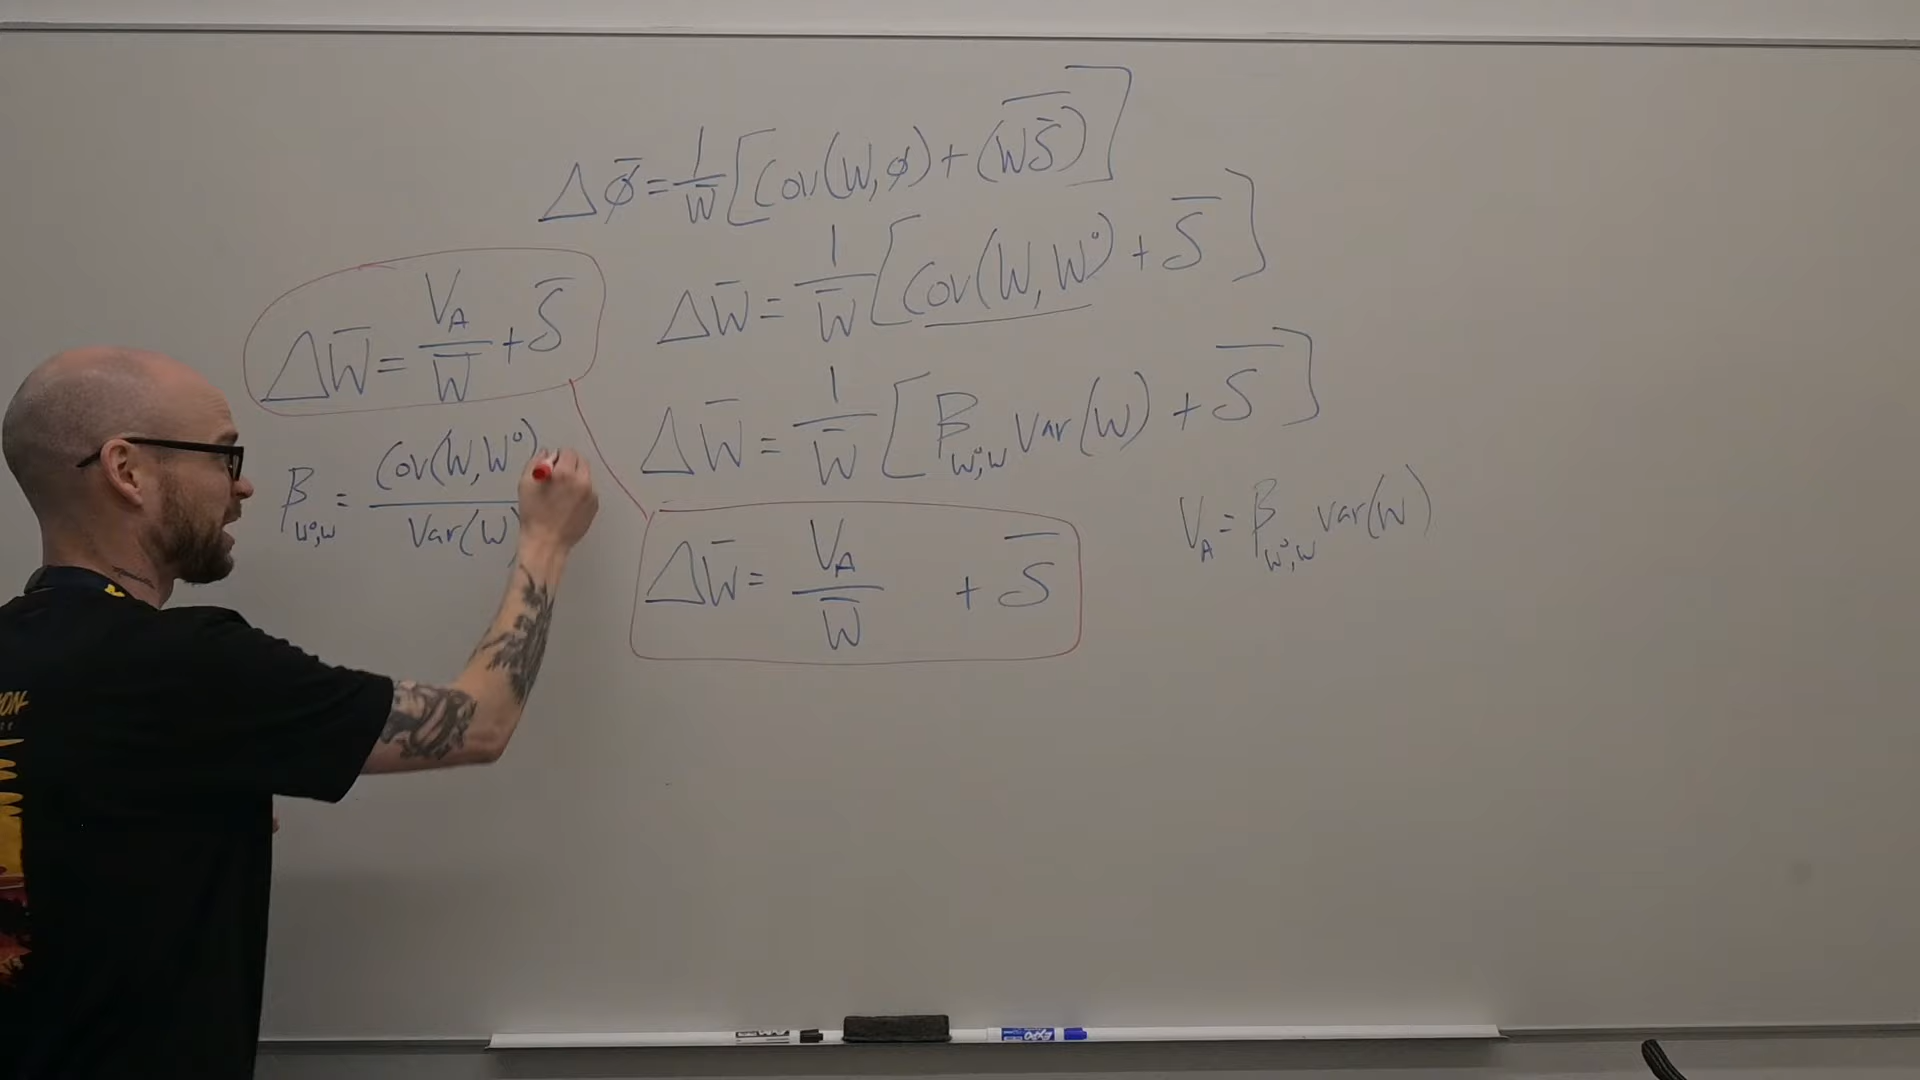 Δφ̄ = 1/W̄ [Cov(W,φ) + (W̄δ̄)]
ΔW̄ = 1/W̄ [Cov(W,W°) + δ̄]
ΔW̄ = V_A/W̄ + δ̄
ΔW̄ = 1/W̄ [β_W°,W Var(W) + δ̄]
β_W°,W = Cov(W,W°)/Var(W)
V_A = β_W°,W Var(W)
ΔW̄ = V_A/W̄ + δ̄
EXPO